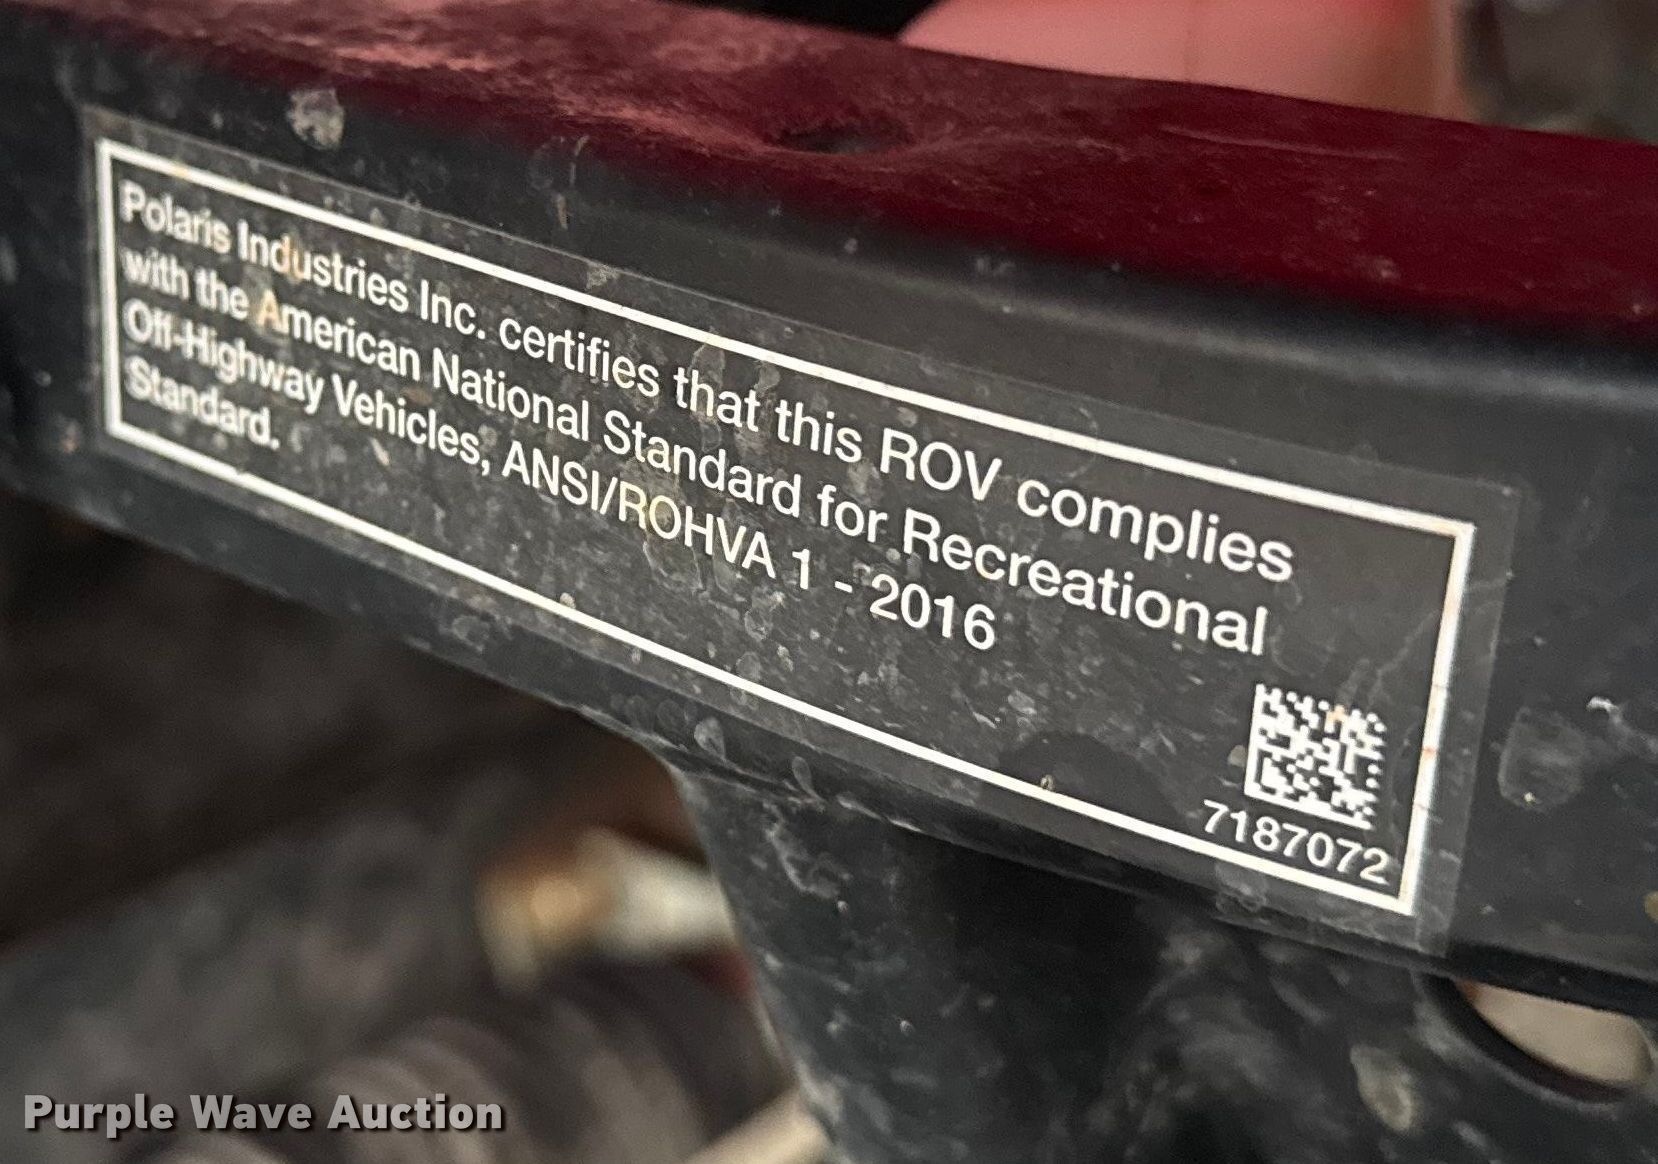 Polaris Industries Inc. certifies that this ROV complies
with the American National Standard for Recreational
Off-Highway Vehicles, ANSI/ROHVA 1 - 2016
Standard.
7187072
Purple Wave Auction